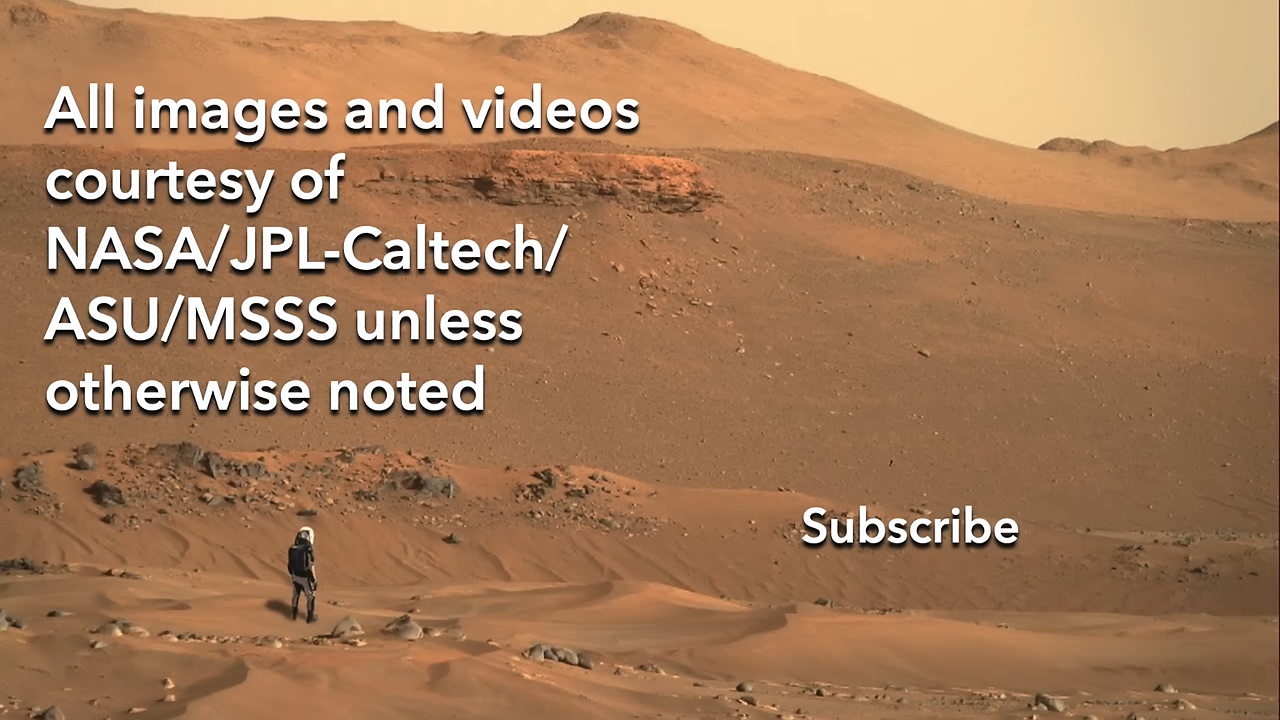 All images and videos
courtesy of
NASA/JPL-Caltech/
ASU/MSSS unless
otherwise noted
Subscribe